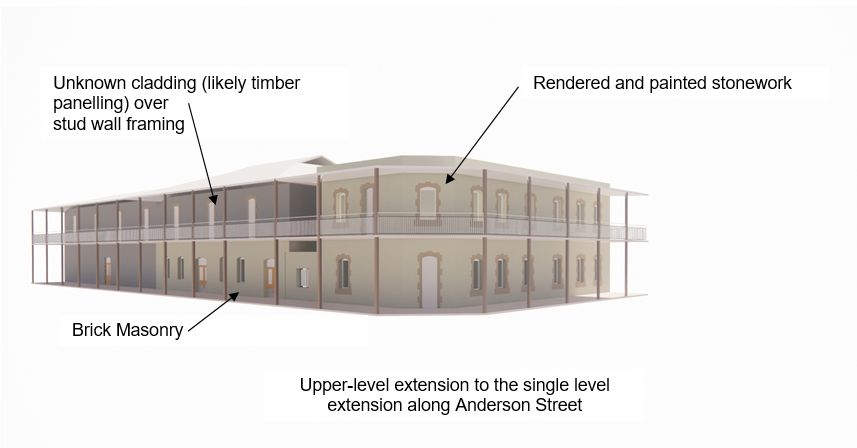 Unknown cladding (likely timber
panelling) over
stud wall framing
Rendered and painted stonework
Brick Masonry
Upper-level extension to the single level
extension along Anderson Street